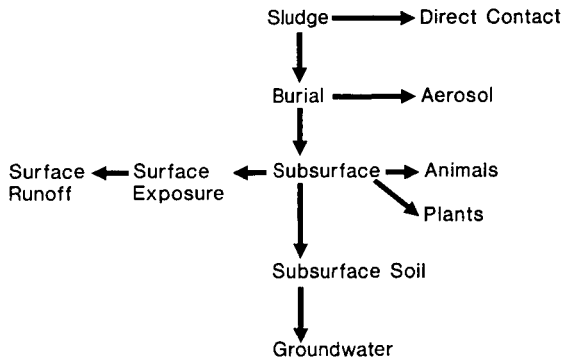 Sludge
Direct Contact
Burial
Aerosol
Surface
Runoff
Surface
Exposure
Subsurface
Animals
Plants
Subsurface Soil
Groundwater